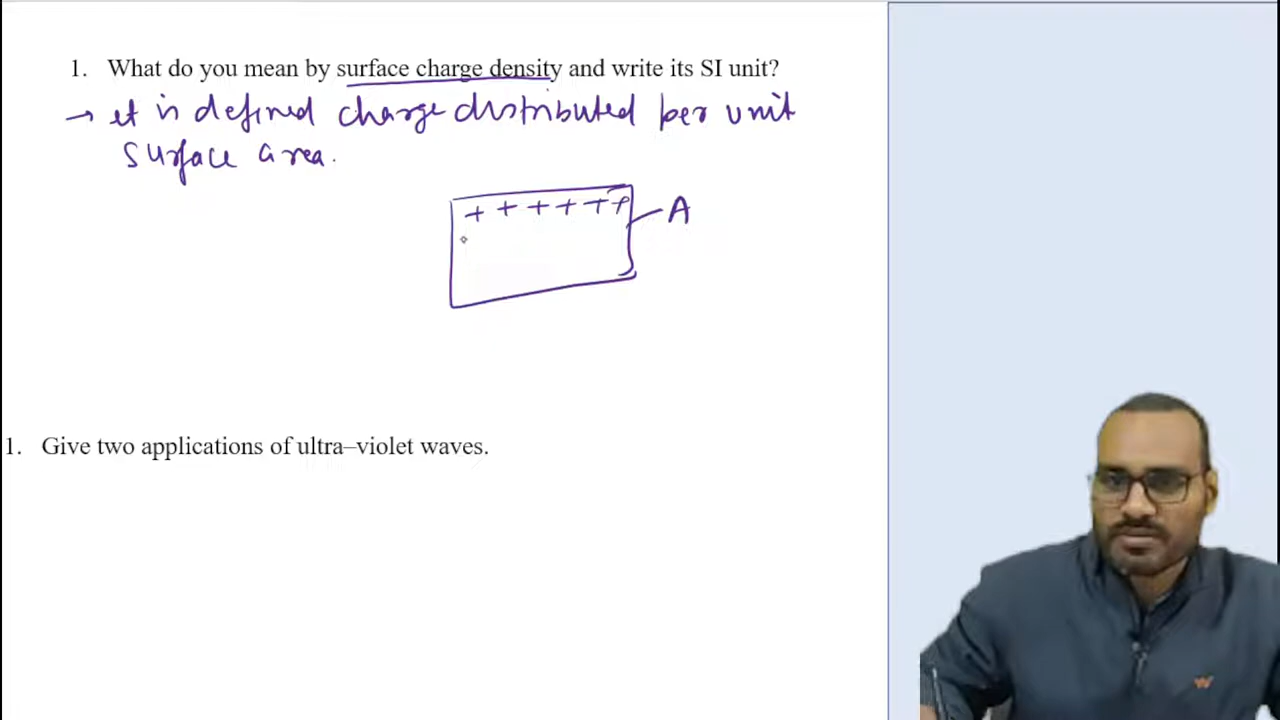 1. What do you mean by surface charge density and write its SI unit?
→ et is defined charge distributed per unit
surface area.
+ + + + + +
A
1. Give two applications of ultra–violet waves.
W